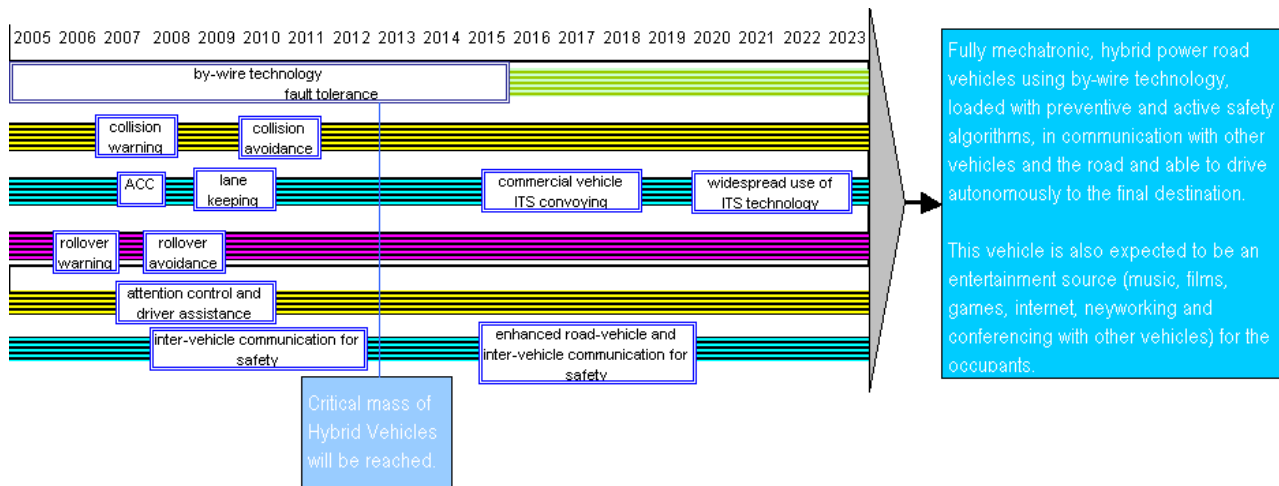 2005 2006 2007 2008 2009 2010 2011 2012 2013 2014 2015 2016 2017 2018 2019 2020 2021 2022 2023
by-wire technology
fault tolerance
collision
warning
collision
avoidance
ACC
lane
keeping
commercial vehicle
ITS convoying
widespread use of
ITS technology
rollover
warning
rollover
avoidance
attention control and
driver assistance
inter-vehicle communication for
safety
enhanced road-vehicle and
inter-vehicle communication for
safety
Critical mass of
Hybrid Vehicles
will be reached.
Fully mechatronic, hybrid power road
vehicles using by-wire technology,
loaded with preventive and active safety
algorithms, in communication with other
vehicles and the road and able to drive
autonomously to the final destination.
This vehicle is also expected to be an
entertainment source (music, films,
games, internet, neyworking and
conferencing with other vehicles) for the
occupants.